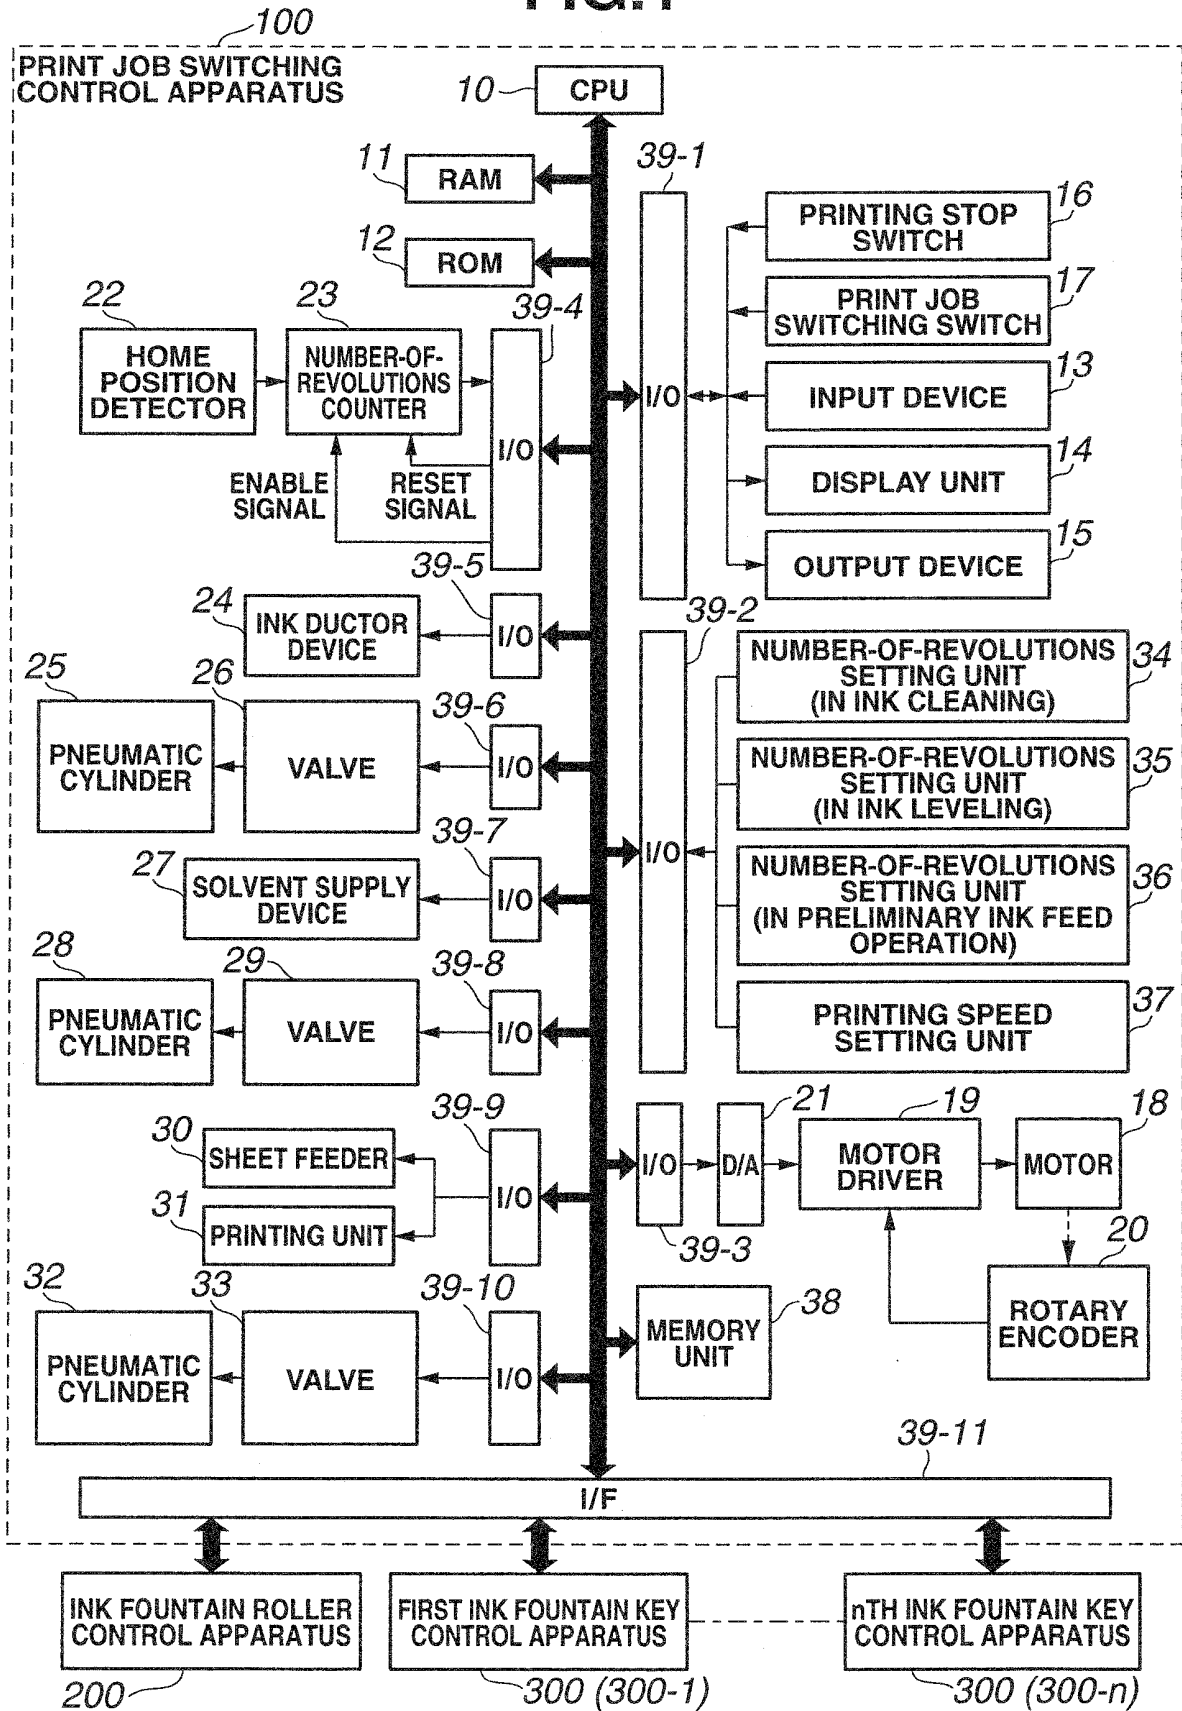 FIG.1
100
PRINT JOB SWITCHING
CONTROL APPARATUS
10
CPU
11
RAM
12
ROM
39-1
I/O
PRINTING STOP
SWITCH
16
PRINT JOB
SWITCHING SWITCH
17
INPUT DEVICE
13
DISPLAY UNIT
14
OUTPUT DEVICE
15
22
HOME
POSITION
DETECTOR
23
NUMBER-OF-
REVOLUTIONS
COUNTER
39-4
I/O
ENABLE
SIGNAL
RESET
SIGNAL
24
INK DUCTOR
DEVICE
39-5
I/O
25
PNEUMATIC
CYLINDER
26
VALVE
39-6
I/O
27
SOLVENT SUPPLY
DEVICE
39-7
I/O
28
PNEUMATIC
CYLINDER
29
VALVE
39-8
I/O
30
SHEET FEEDER
31
PRINTING UNIT
39-9
I/O
32
PNEUMATIC
CYLINDER
33
VALVE
39-10
I/O
39-2
I/O
NUMBER-OF-REVOLUTIONS
SETTING UNIT
(IN INK CLEANING)
34
NUMBER-OF-REVOLUTIONS
SETTING UNIT
(IN INK LEVELING)
35
NUMBER-OF-REVOLUTIONS
SETTING UNIT
(IN PRELIMINARY INK FEED
OPERATION)
36
PRINTING SPEED
SETTING UNIT
37
I/O
39-3
D/A
21
MOTOR
DRIVER
19
MOTOR
18
ROTARY
ENCODER
20
MEMORY
UNIT
38
39-11
I/F
INK FOUNTAIN ROLLER
CONTROL APPARATUS
200
FIRST INK FOUNTAIN KEY
CONTROL APPARATUS
300 (300-1)
nTH INK FOUNTAIN KEY
CONTROL APPARATUS
300 (300-n)